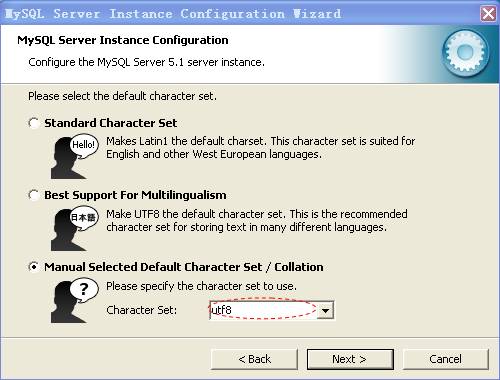 MySQL Server Instance Configuration Wizard
MySQL Server Instance Configuration
Configure the MySQL Server 5.1 server instance.
Please select the default character set.
Standard Character Set
Hello!
Makes Latin1 the default charset. This character set is suited for
English and other West European languages.
Best Support For Multilingualism
日本語
Make UTF8 the default character set. This is the recommended
character set for storing text in many different languages.
Manual Selected Default Character Set / Collation
?
Please specify the character set to use.
Character Set: utf8
< Back Next > Cancel